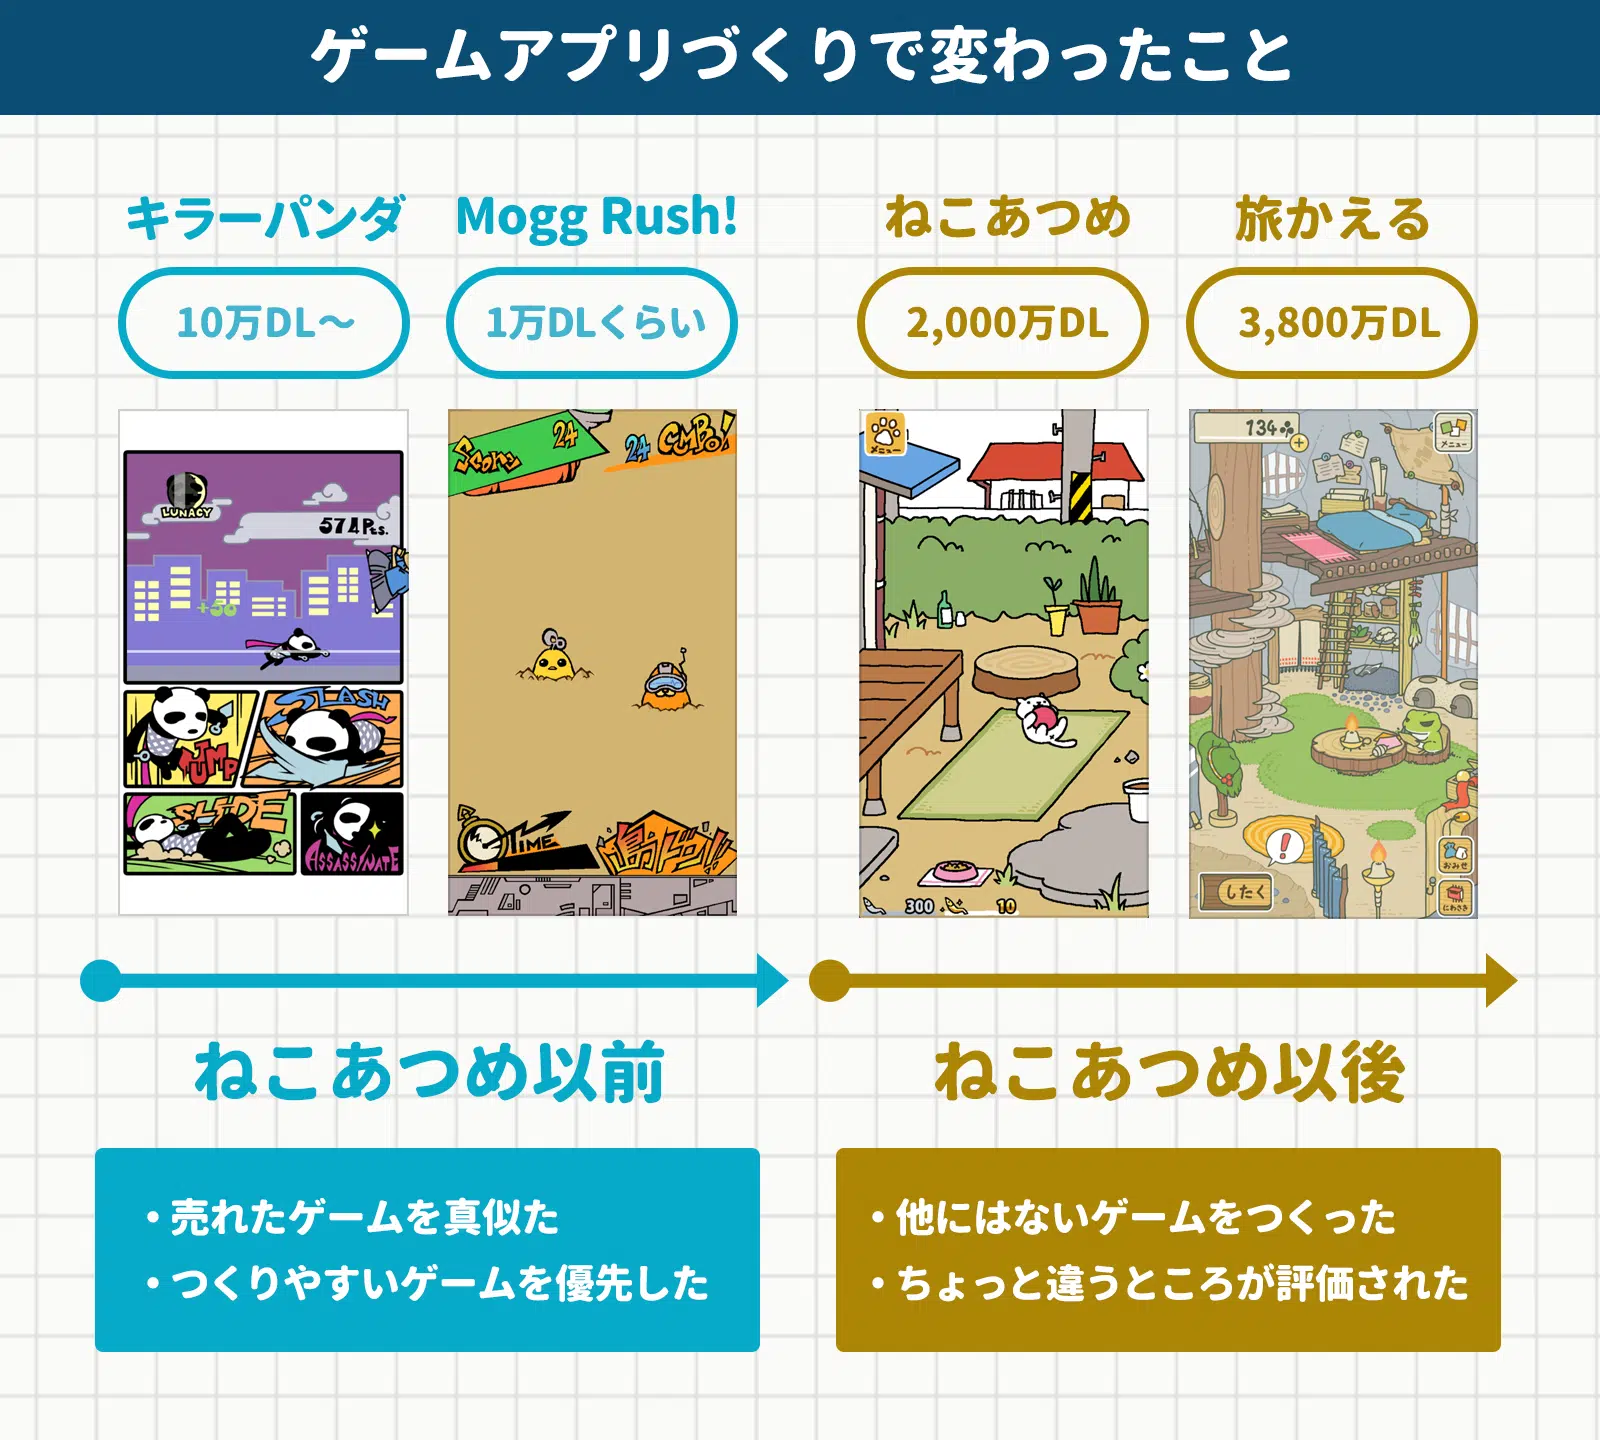 ゲームアプリづくりで変わったこと
キラーパンダ
Mogg Rush!
ねこあつめ
旅かえる
10万DL〜
1万DLくらい
2,000万DL
3,800万DL
LUNACY
574Pts.
+50
JUMP
SLASH
SLIDE
ASSASSINATE
Score
24
24
COMBO!
TIME
メニュー
300
10
134
メニュー
したく
おみせ
にわさき
ねこあつめ以前
ねこあつめ以後
・売れたゲームを真似た
・つくりやすいゲームを優先した
・他にはないゲームをつくった
・ちょっと違うところが評価された